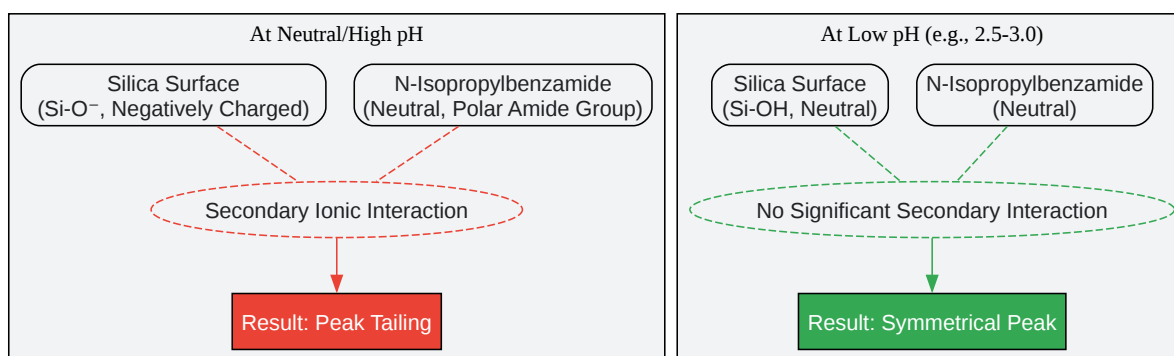 At Neutral/High pH
Silica Surface
(Si-O⁻, Negatively Charged)
N-Isopropylbenzamide
(Neutral, Polar Amide Group)
Secondary Ionic Interaction
Result: Peak Tailing
At Low pH (e.g., 2.5-3.0)
Silica Surface
(Si-OH, Neutral)
N-Isopropylbenzamide
(Neutral)
No Significant Secondary Interaction
Result: Symmetrical Peak